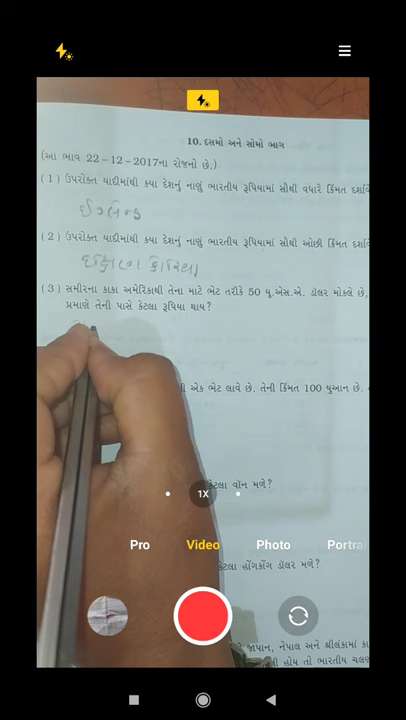 10. દસમો અને સોમો ભાગ
(આ ભાવ 22-12-2017ના રોજનો છે.)
(1) ઉપરોક્ત યાદીમાંથી કયા દેશનું નાણું ભારતીય રૂપિયામાં સૌથી વધારે કિંમત દર્શાવે
ઈંગ્લેન્ડ
(2) ઉપરોક્ત યાદીમાંથી કયા દેશનું નાણું ભારતીય રૂપિયામાં સૌથી ઓછી કિંમત દર્શાવે
દક્ષિણ કોરિયા
(3) સમીરના કાકા અમેરિકાથી તેના માટે ભેટ તરીકે 50 યૂ.એસ.એ. ડૉલર મોકલે છે,
પ્રમાણે તેની પાસે કેટલા રૂપિયા થાય?
ની એક ભેટ લાવે છે. તેની કિંમત 100 યુઆન છે.
કેટલા વૉન મળે?
1X
Pro Video Photo Portra
કેટલા હોંગકોંગ ડૉલર મળે?
જાપાન, નેપાલ અને શ્રીલંકામાં કા
ની હોય તો ભારતીય ચલણ